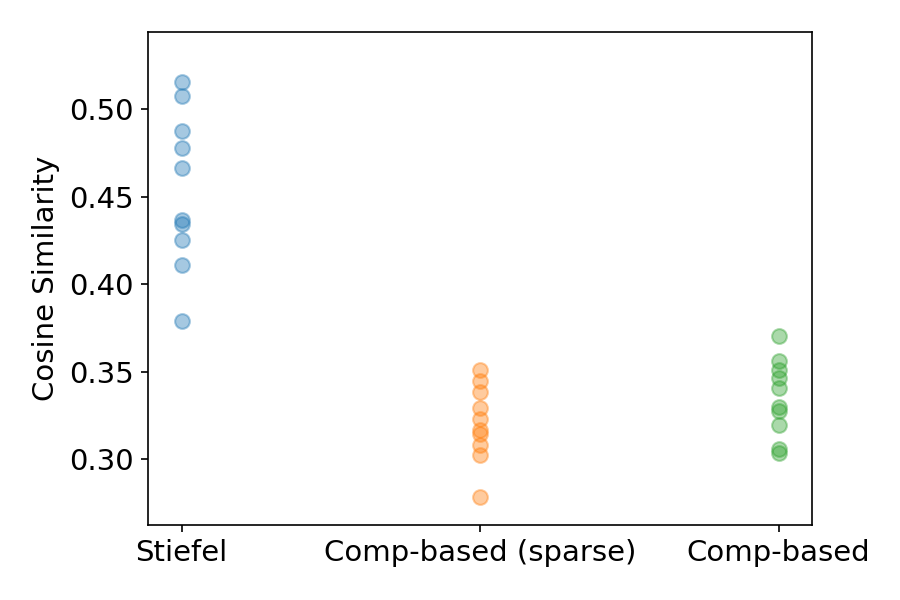 Cosine Similarity
0.50
0.45
0.40
0.35
0.30
Stiefel
Comp-based (sparse)
Comp-based